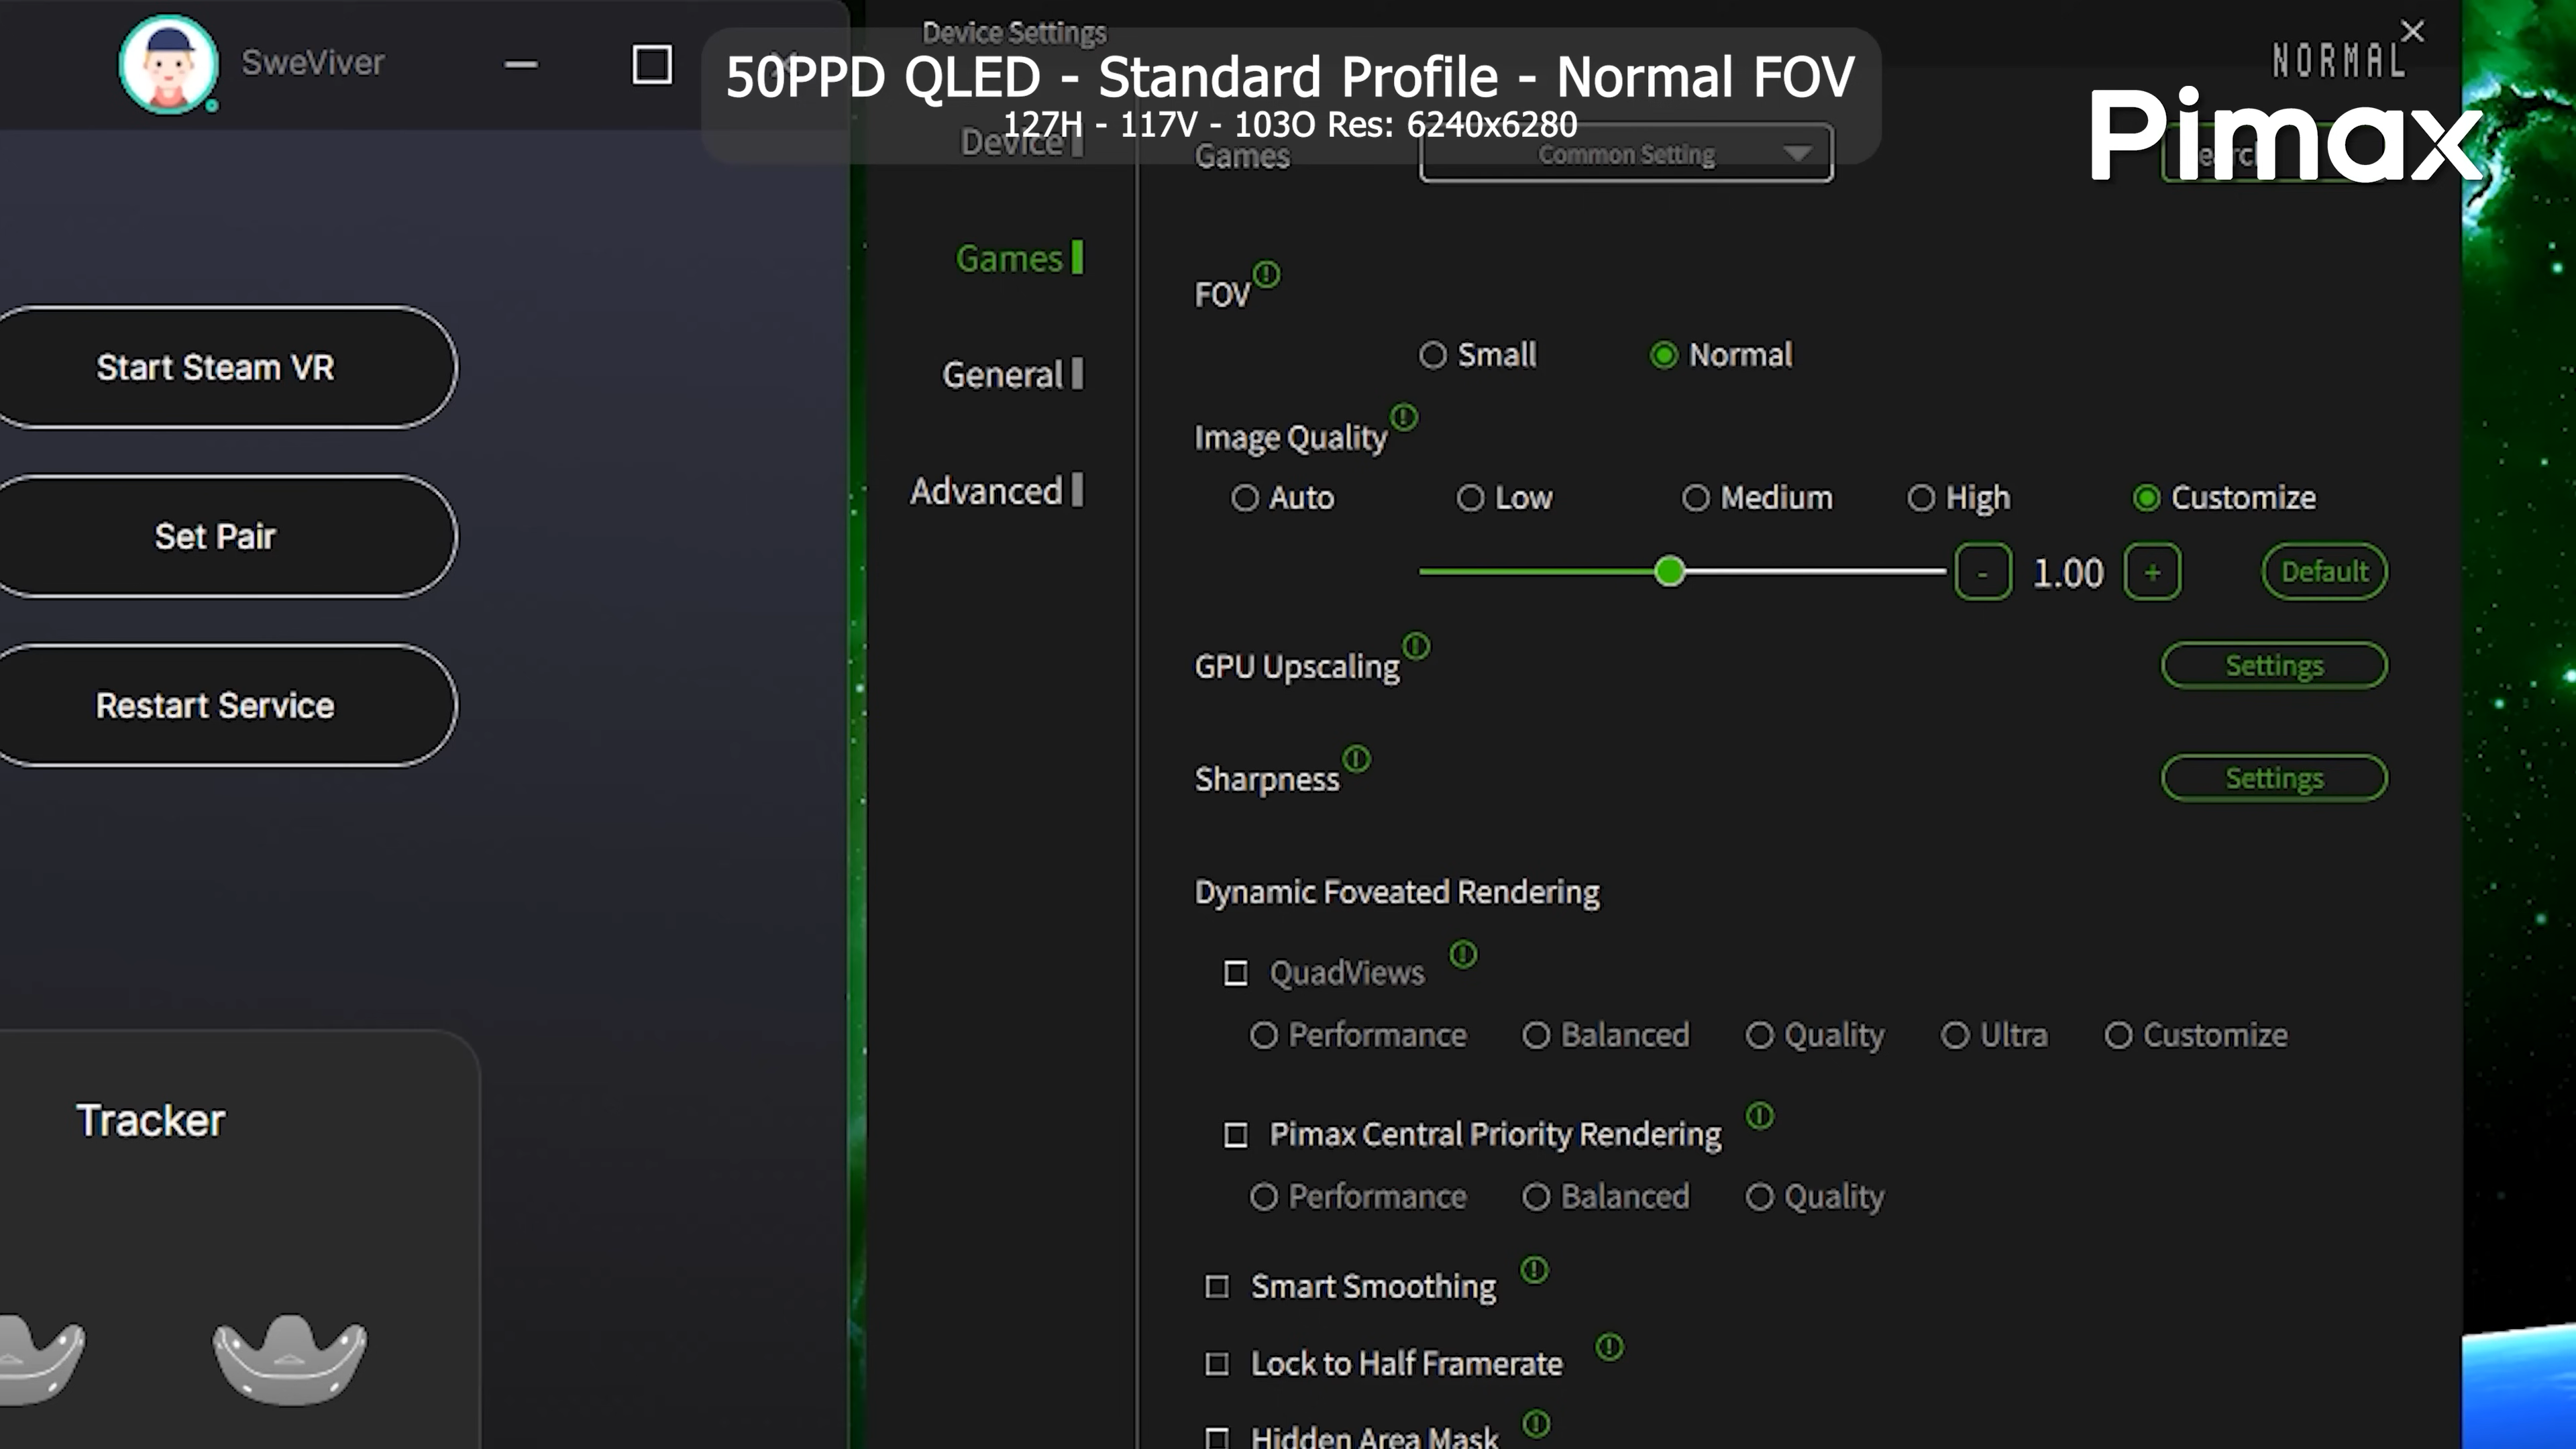 SweViver
Start Steam VR
Set Pair
Restart Service
Tracker
Device Settings
50PPD QLED - Standard Profile - Normal FOV
127H - 117V - 103O Res: 6240x6280
NORMAL
Pimax
Device
Games
General
Advanced
Games
Common Setting
FOV
Small
Normal
Image Quality
Auto
Low
Medium
High
Customize
- 1.00 +
Default
GPU Upscaling
Settings
Sharpness
Settings
Dynamic Foveated Rendering
QuadViews
Performance
Balanced
Quality
Ultra
Customize
Pimax Central Priority Rendering
Performance
Balanced
Quality
Smart Smoothing
Lock to Half Framerate
Hidden Area Mask